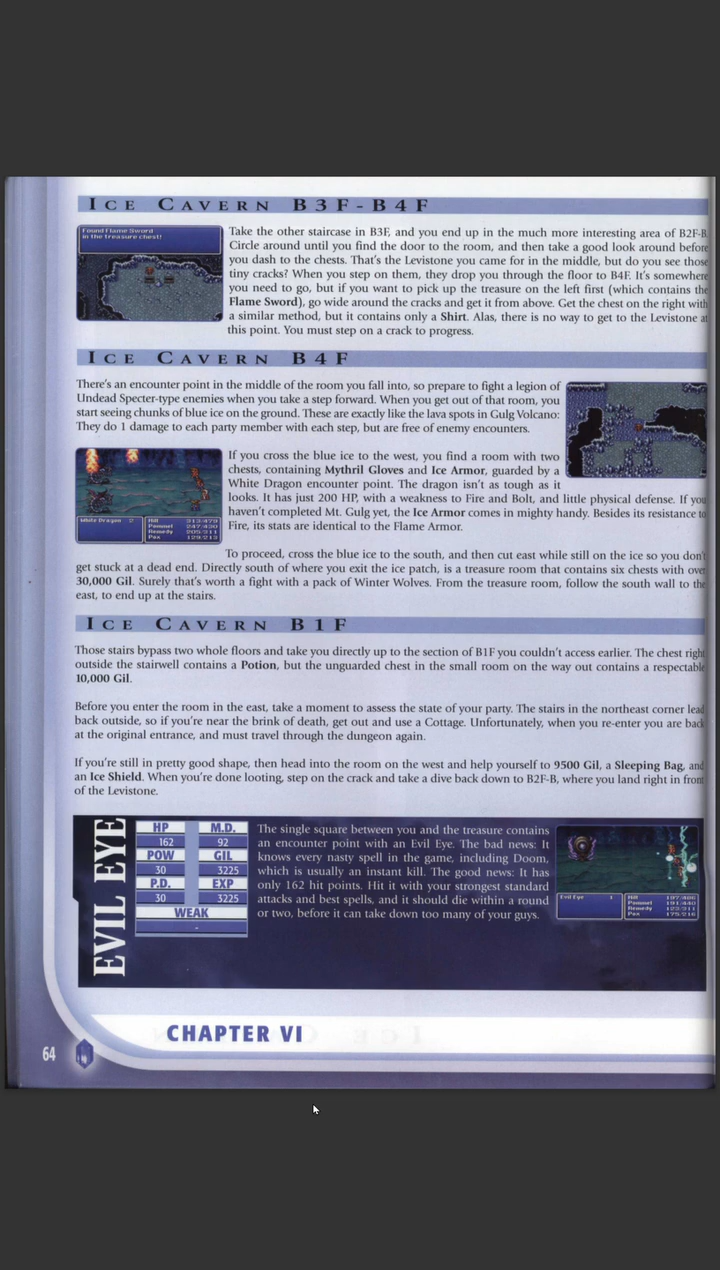 ICE CAVERN B3F-B4F
Found Flame Sword
in the treasure chest!
Take the other staircase in B3F, and you end up in the much more interesting area of B2F-B.
Circle around until you find the door to the room, and then take a good look around before
you dash to the chests. That's the Levistone you came for in the middle, but do you see those
tiny cracks? When you step on them, they drop you through the floor to B4F. It's somewhere
you need to go, but if you want to pick up the treasure on the left first (which contains the
Flame Sword), go wide around the cracks and get it from above. Get the chest on the right with
a similar method, but it contains only a Shirt. Alas, there is no way to get to the Levistone at
this point. You must step on a crack to progress.
ICE CAVERN B4F
There's an encounter point in the middle of the room you fall into, so prepare to fight a legion of
Undead Specter-type enemies when you take a step forward. When you get out of that room, you
start seeing chunks of blue ice on the ground. These are exactly like the lava spots in Gulg Volcano:
They do 1 damage to each party member with each step, but are free of enemy encounters.
If you cross the blue ice to the west, you find a room with two
chests, containing Mythril Gloves and Ice Armor, guarded by a
White Dragon encounter point. The dragon isn't as tough as it
looks. It has just 200 HP, with a weakness to Fire and Bolt, and little physical defense. If you
haven't completed Mt. Gulg yet, the Ice Armor comes in mighty handy. Besides its resistance to
Fire, its stats are identical to the Flame Armor.
White Dragon 2
Hill 313/479
Pommel 247/430
Remedy 205/311
Pax 129/213
To proceed, cross the blue ice to the south, and then cut east while still on the ice so you don't
get stuck at a dead end. Directly south of where you exit the ice patch, is a treasure room that contains six chests with over
30,000 Gil. Surely that's worth a fight with a pack of Winter Wolves. From the treasure room, follow the south wall to the
east, to end up at the stairs.
ICE CAVERN B1F
Those stairs bypass two whole floors and take you directly up to the section of B1F you couldn't access earlier. The chest right
outside the stairwell contains a Potion, but the unguarded chest in the small room on the way out contains a respectable
10,000 Gil.
Before you enter the room in the east, take a moment to assess the state of your party. The stairs in the northeast corner lead
back outside, so if you're near the brink of death, get out and use a Cottage. Unfortunately, when you re-enter you are back
at the original entrance, and must travel through the dungeon again.
If you're still in pretty good shape, then head into the room on the west and help yourself to 9500 Gil, a Sleeping Bag, and
an Ice Shield. When you're done looting, step on the crack and take a dive back down to B2F-B, where you land right in front
of the Levistone.
EVIL EYE
HP M.D.
162 92
POW GIL
30 3225
P.D. EXP
30 3225
WEAK
-
The single square between you and the treasure contains
an encounter point with an Evil Eye. The bad news: It
knows every nasty spell in the game, including Doom,
which is usually an instant kill. The good news: It has
only 162 hit points. Hit it with your strongest standard
attacks and best spells, and it should die within a round
or two, before it can take down too many of your guys.
Evil Eye 1
Hill
Pommel
Remedy
Pax
CHAPTER VI
64